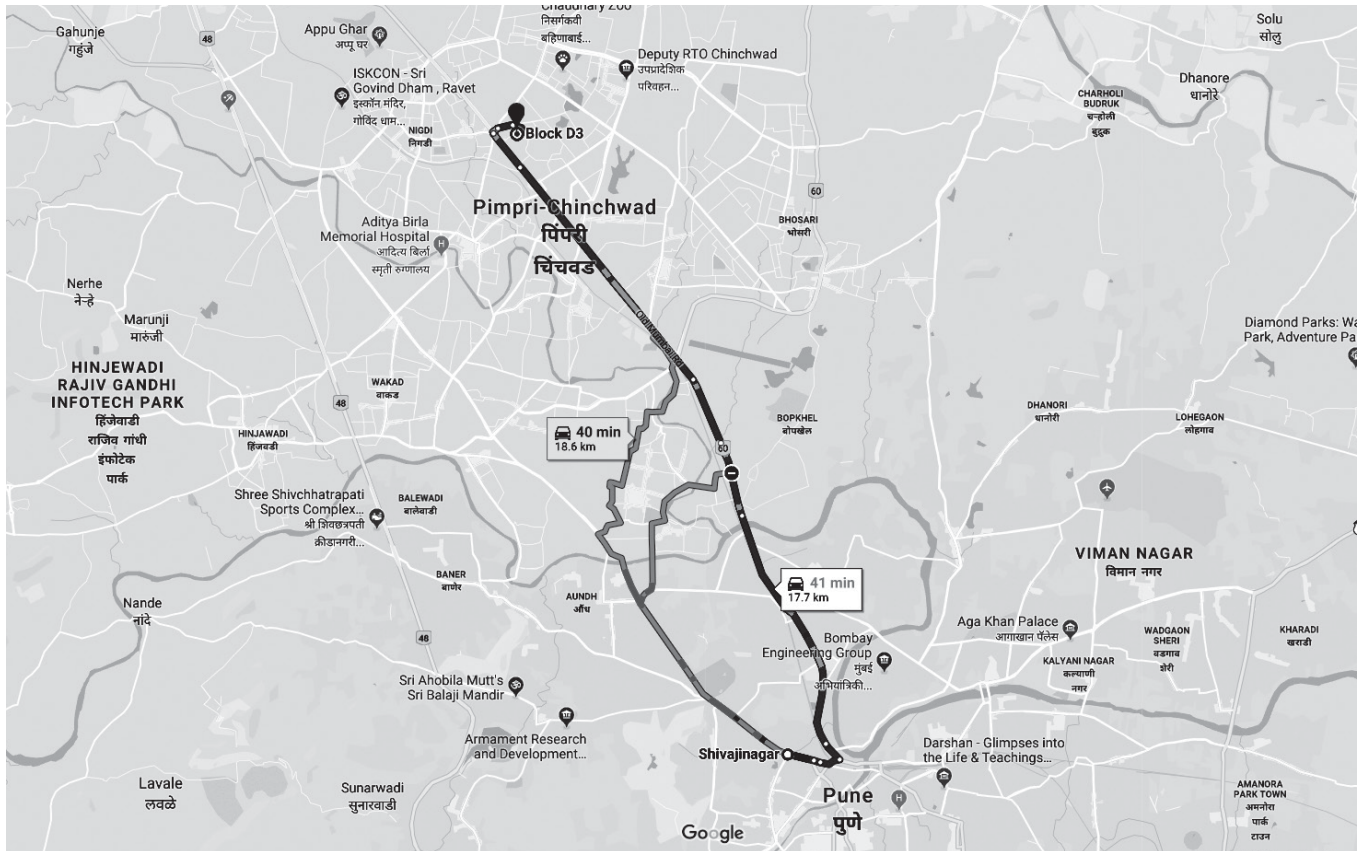 Gahunje
गहुंजे
48
Appu Ghar
अप्पू घर
Chaudhary Zoo
निसर्गकवी
बहिणाबाई...
Deputy RTO Chinchwad
उपप्रादेशिक
परिवहन...
Solu
सोलु
ISKCON - Sri
Govind Dham , Ravet
इस्कॉन मंदिर,
गोविंद धाम...
Dhanore
धानोरे
CHARHOLI
BUDRUK
चऱ्होली
बुद्रुक
NIGDI
निगडी
Block D3
60
Pimpri-Chinchwad
पिंपरी
चिंचवड
Aditya Birla
Memorial Hospital
आदित्य बिर्ला
स्मृती रुग्णालय
H
BHOSARI
भोसरी
Nerhe
नेऱ्हे
Marunji
मारुंजी
Diamond Parks: Wa
Park, Adventure Pa
HINJEWADI
RAJIV GANDHI
INFOTECH PARK
हिंजेवाडी
राजिव गांधी
इंफोटेक
पार्क
WAKAD
वाकड
48
HINJAWADI
हिंजवडी
40 min
18.6 km
BOPKHEL
बोपखेल
DHANORI
धानोरी
LOHEGAON
लोहगाव
60
Shree Shivchhatrapati
Sports Complex...
श्री शिवछत्रपती
क्रीडानगरी...
BALEWADI
बालेवाडी
BANER
बाणेर
VIMAN NAGAR
विमान नगर
AUNDH
औंध
41 min
17.7 km
Nande
नांदे
48
Bombay
Engineering Group
मुंबई
अभियांत्रिकी...
Aga Khan Palace
आगाखान पॅलेस
WADGAON
SHERI
वडगाव
शेरी
KHARADI
खराडी
KALYANI NAGAR
कल्याणी
नगर
Sri Ahobila Mutt's
Sri Balaji Mandir
Armament Research
and Development...
Shivajinagar
Darshan - Glimpses into
the Life & Teachings...
Lavale
लवळे
Sunarwadi
सुनारवाडी
Pune
पुणे
H
AMANORA
PARK TOWN
अमनोरा
पार्क
टाउन
Google